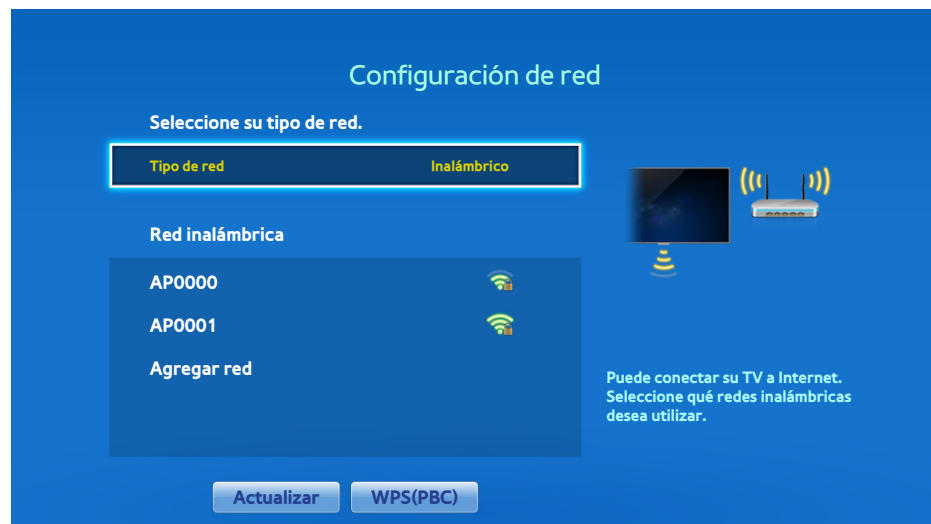 Configuración de red
Seleccione su tipo de red.
Tipo de red Inalámbrico
Red inalámbrica
AP0000
AP0001
Agregar red
Puede conectar su TV a Internet.
Seleccione qué redes inalámbricas
desea utilizar.
Actualizar WPS(PBC)